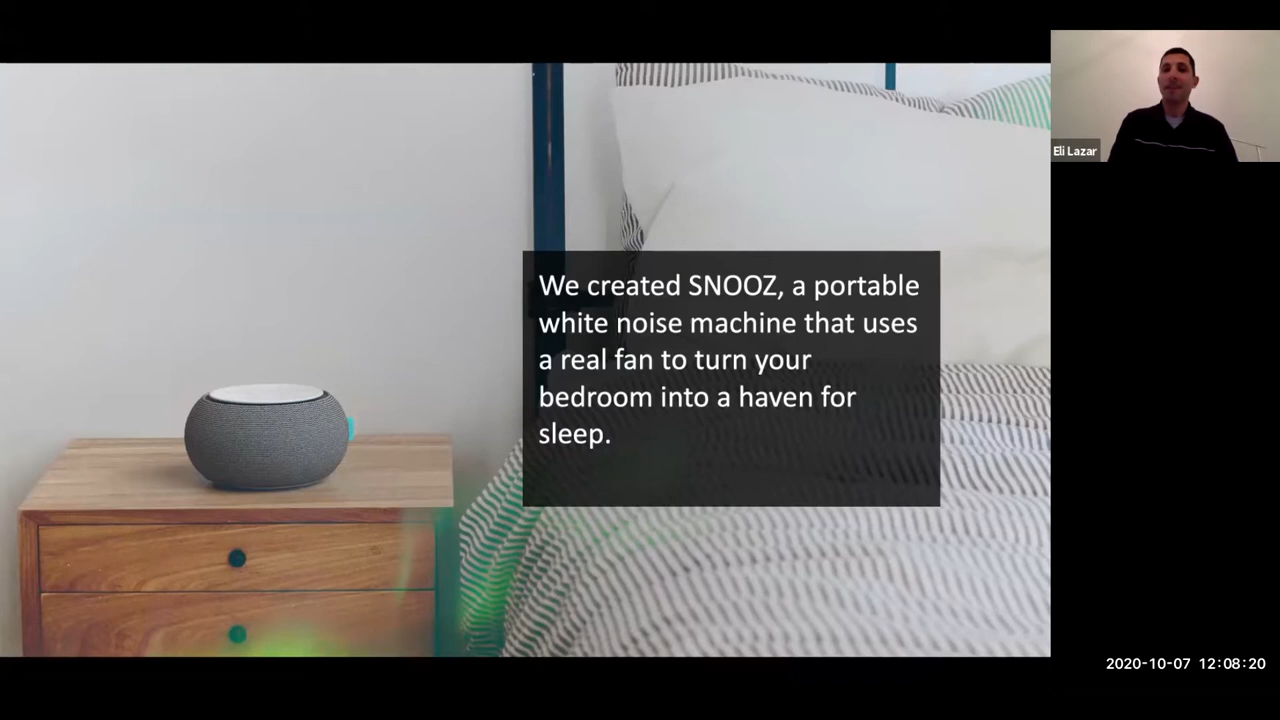 Eli Lazar
We created SNOOZ, a portable
white noise machine that uses
a real fan to turn your
bedroom into a haven for
sleep.
2020-10-07 12:08:20